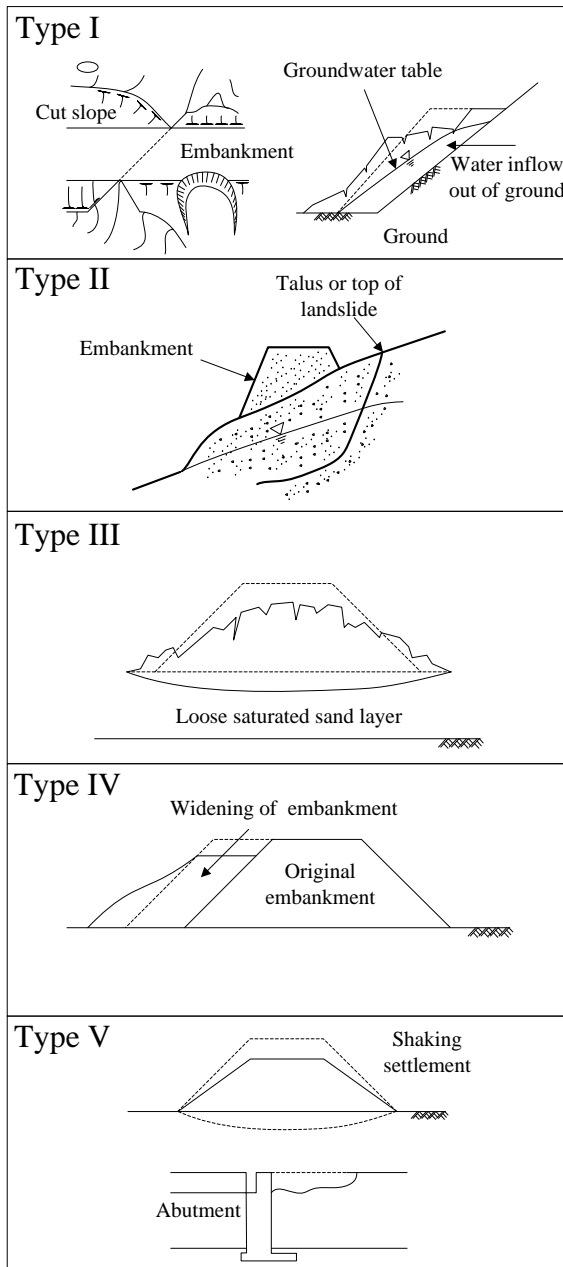 Type I
Groundwater table
Cut slope
Embankment
Water inflow
out of ground
Ground
Type II
Talus or top of
landslide
Embankment
Type III
Loose saturated sand layer
Type IV
Widening of embankment
Original
embankment
Type V
Shaking
settlement
Abutment